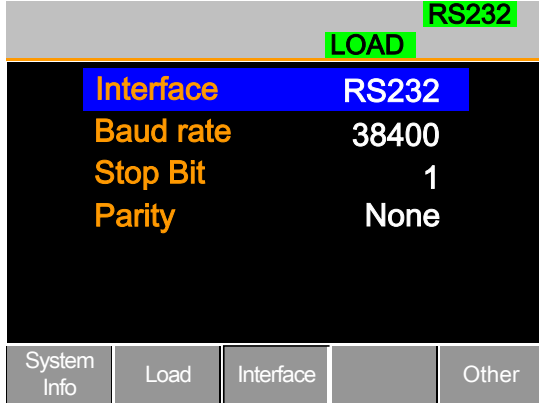 RS232
LOAD
Interface RS232
Baud rate 38400
Stop Bit 1
Parity None
System Info
Load
Interface
Other